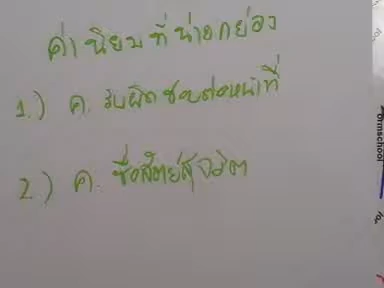 ค่านิยมที่น่ายกย่อง
1.) ค. รับผิดชอบต่อหน้าที่
2.) ค. ซื่อสัตย์สุจริต